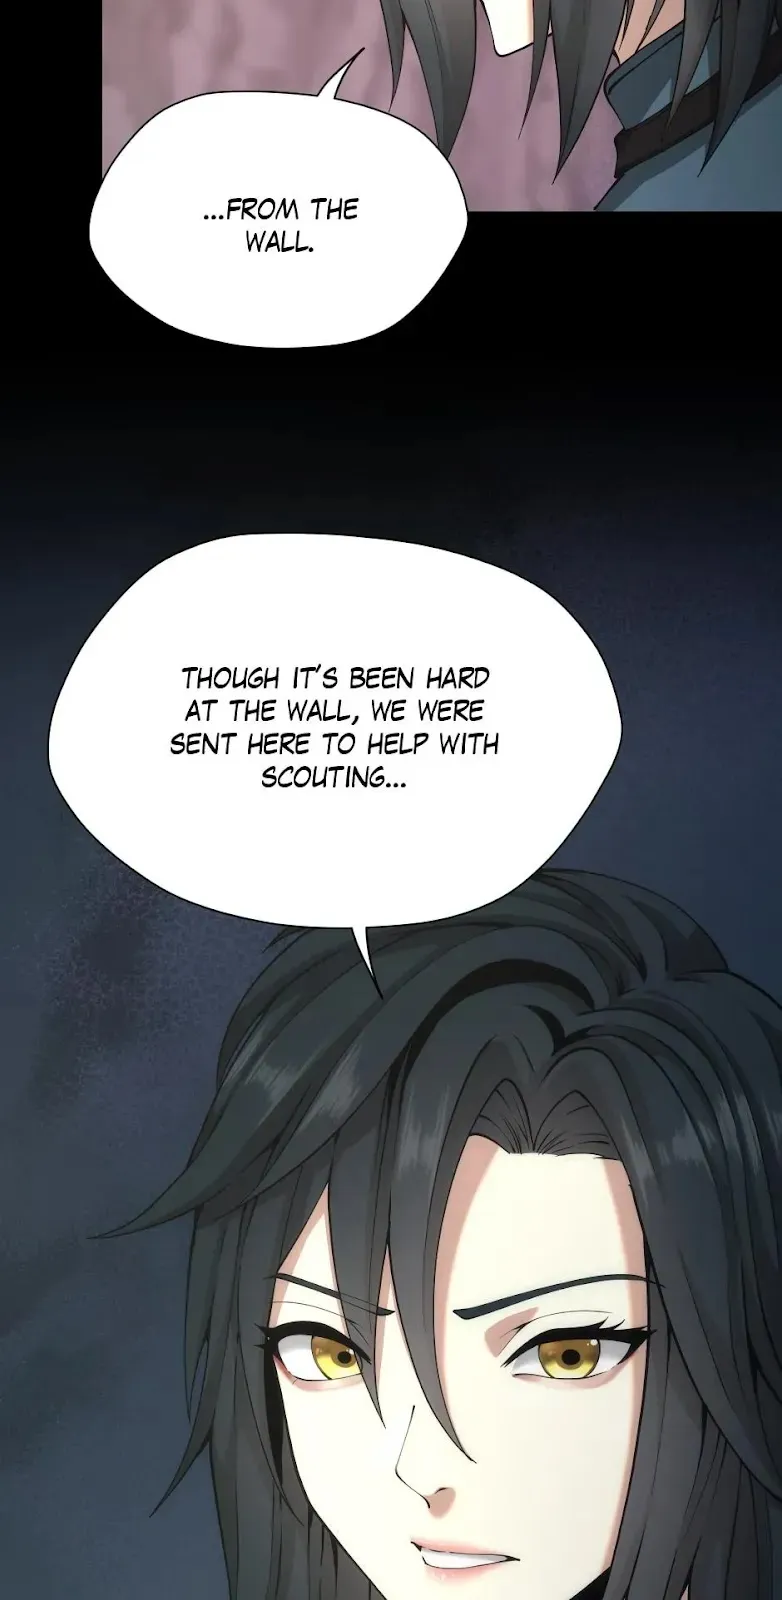 ...FROM THE
WALL.
THOUGH IT'S BEEN HARD
AT THE WALL, WE WERE
SENT HERE TO HELP WITH
SCOUTING...